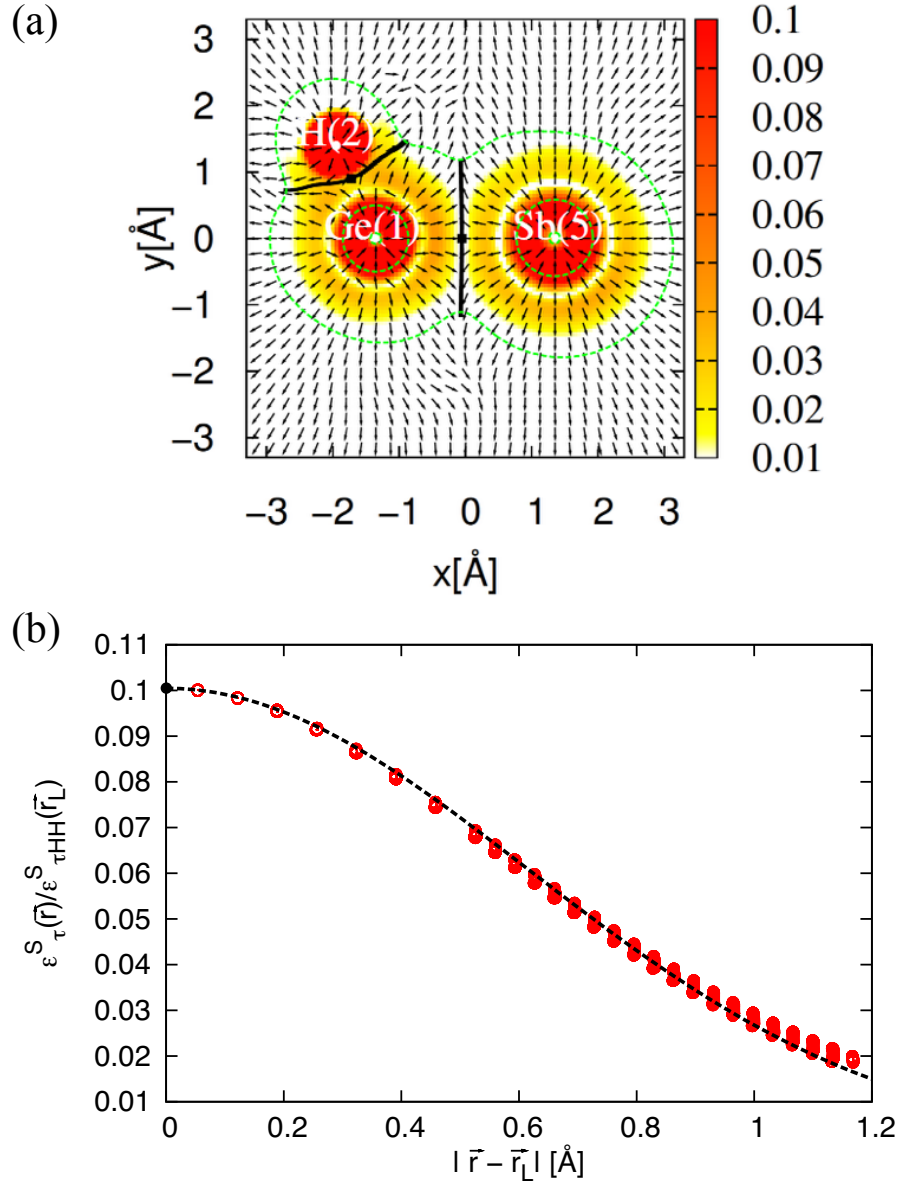 (a)
3
2
1
0
−1
−2
−3
y[Å]
H(2)
Ge(1)
Sb(5)
−3 −2 −1 0 1 2 3
x[Å]
0.1
0.09
0.08
0.07
0.06
0.05
0.04
0.03
0.02
0.01
(b)
0.11
0.1
0.09
0.08
0.07
0.06
0.05
0.04
0.03
0.02
0.01
ε^S_τ(r⃗)/ε^S_τHH(r⃗_L)
0 0.2 0.4 0.6 0.8 1 1.2
| r⃗ − r⃗_L| [Å]